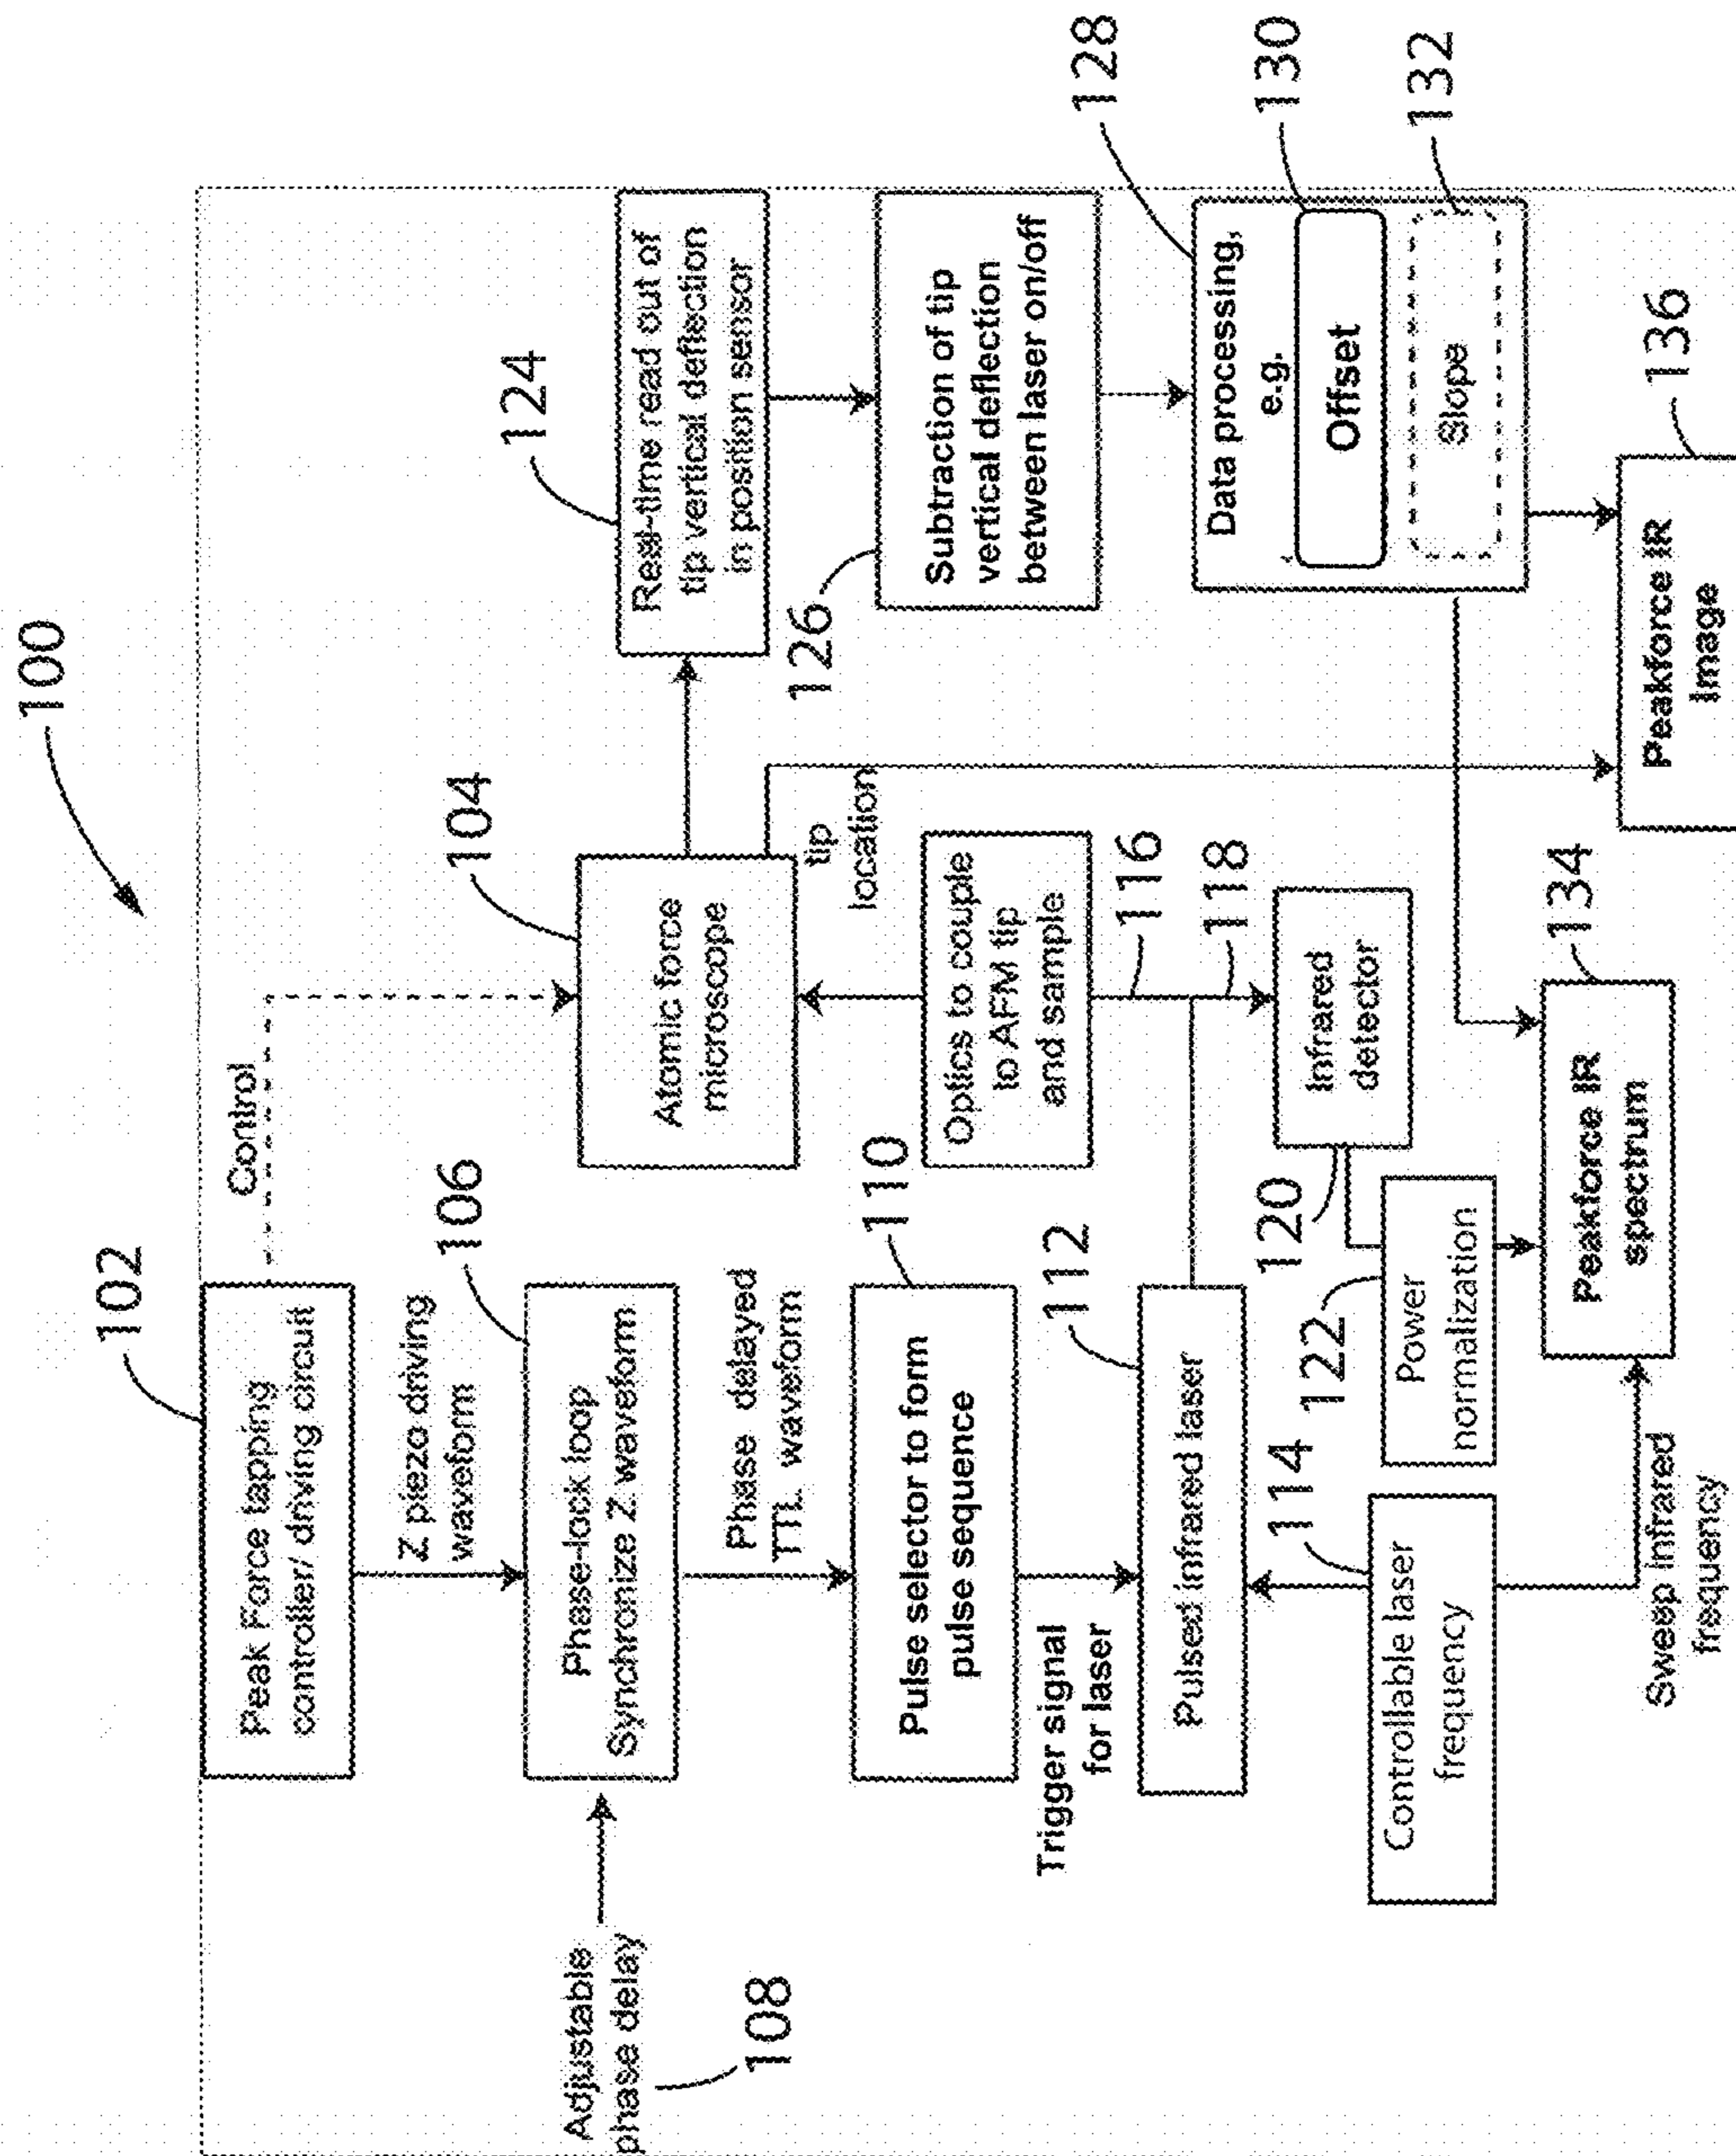 100
102
Peak Force tapping
controller/ driving circuit
Control
Z piezo driving
waveform
Adjustable
phase delay
108
106
Phase-lock loop
Synchronize Z waveform
104
Atomic force
microscope
tip
location
124
Real-time read out of
tip vertical deflection
in position sensor
Phase delayed
TTL waveform
110
Pulse selector to fom
pulse sequence
Optics to couple
to AFM tip
and sample
126
Subtraction of tip
vertical deflection
between laser on/off
Trigger signal
for laser
112
Pulsed infrared laser
116
118
128
Data processing,
e.g.
130
Offset
132
Slope
114
Controllable laser
frequency
120
Infrared
detector
122
Power
normalization
Sweep infrared
frequency
134
Peakforce IR
spectrum
136
Peakforce IR
Image